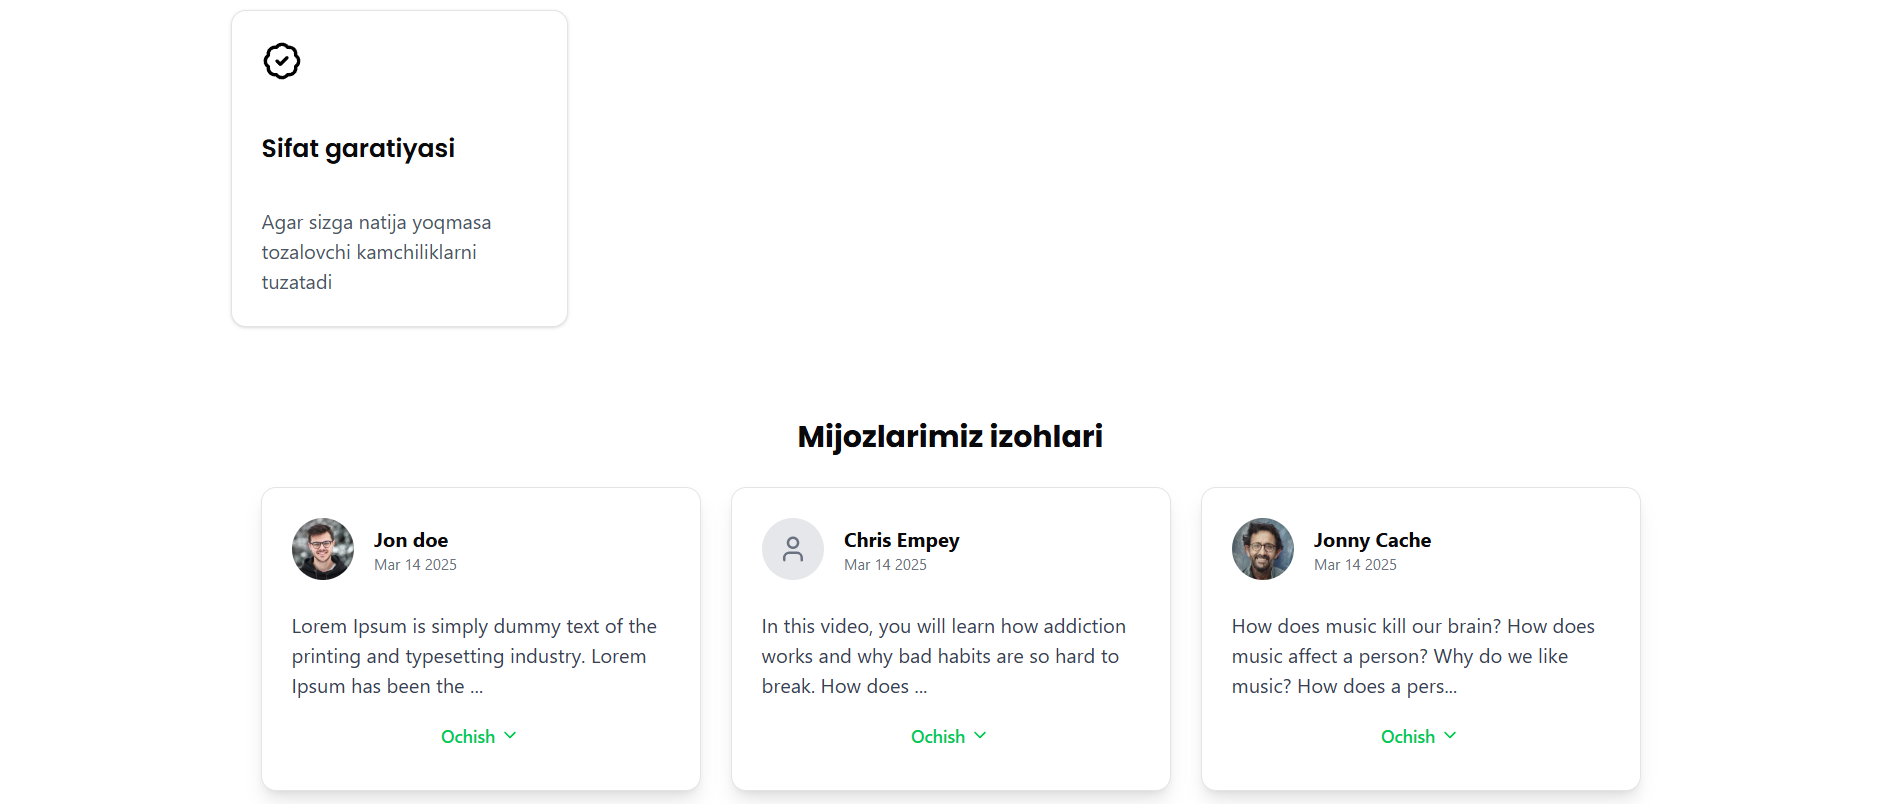 Sifat garatiyasi
Agar sizga natija yoqmasa
tozalovchi kamchiliklarni
tuzatadi
Mijozlarimiz izohlari
Jon doe
Mar 14 2025
Lorem Ipsum is simply dummy text of the
printing and typesetting industry. Lorem
Ipsum has been the ...
Ochish
Chris Empey
Mar 14 2025
In this video, you will learn how addiction
works and why bad habits are so hard to
break. How does ...
Ochish
Jonny Cache
Mar 14 2025
How does music kill our brain? How does
music affect a person? Why do we like
music? How does a pers...
Ochish